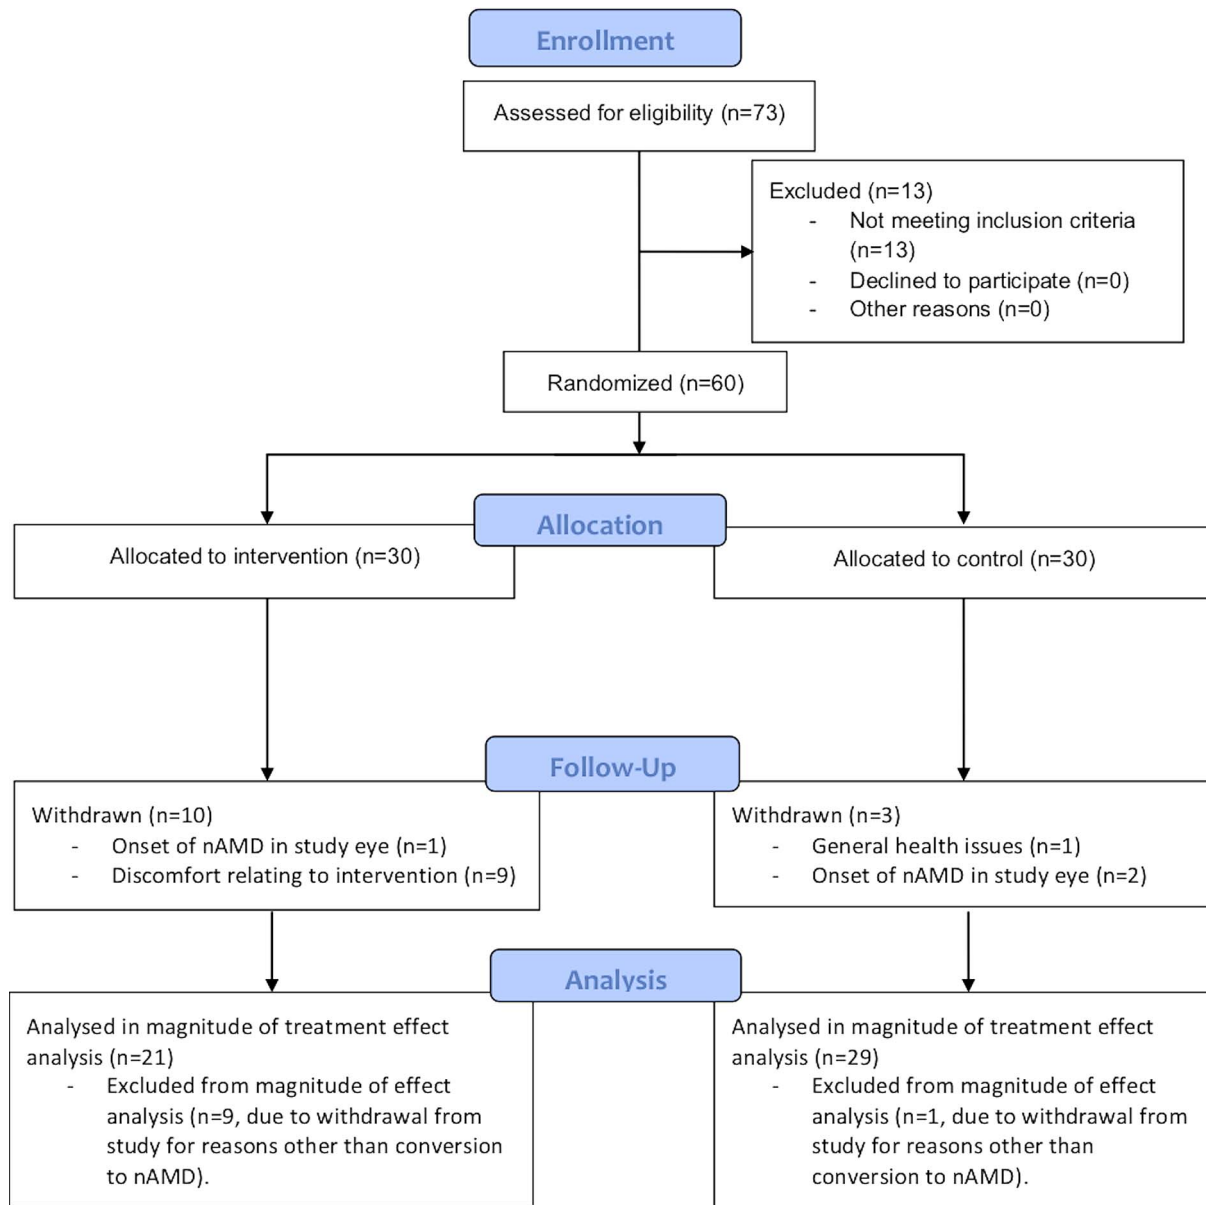 Enrollment
Assessed for eligibility (n=73)
Excluded (n=13)
- Not meeting inclusion criteria
(n=13)
- Declined to participate (n=0)
- Other reasons (n=0)
Randomized (n=60)
Allocation
Allocated to intervention (n=30)
Allocated to control (n=30)
Follow-Up
Withdrawn (n=10)
- Onset of nAMD in study eye (n=1)
- Discomfort relating to intervention (n=9)
Withdrawn (n=3)
- General health issues (n=1)
- Onset of nAMD in study eye (n=2)
Analysis
Analysed in magnitude of treatment effect
analysis (n=21)
- Excluded from magnitude of effect
analysis (n=9, due to withdrawal from
study for reasons other than conversion
to nAMD).
Analysed in magnitude of treatment effect
analysis (n=29)
- Excluded from magnitude of effect
analysis (n=1, due to withdrawal from
study for reasons other than
conversion to nAMD).